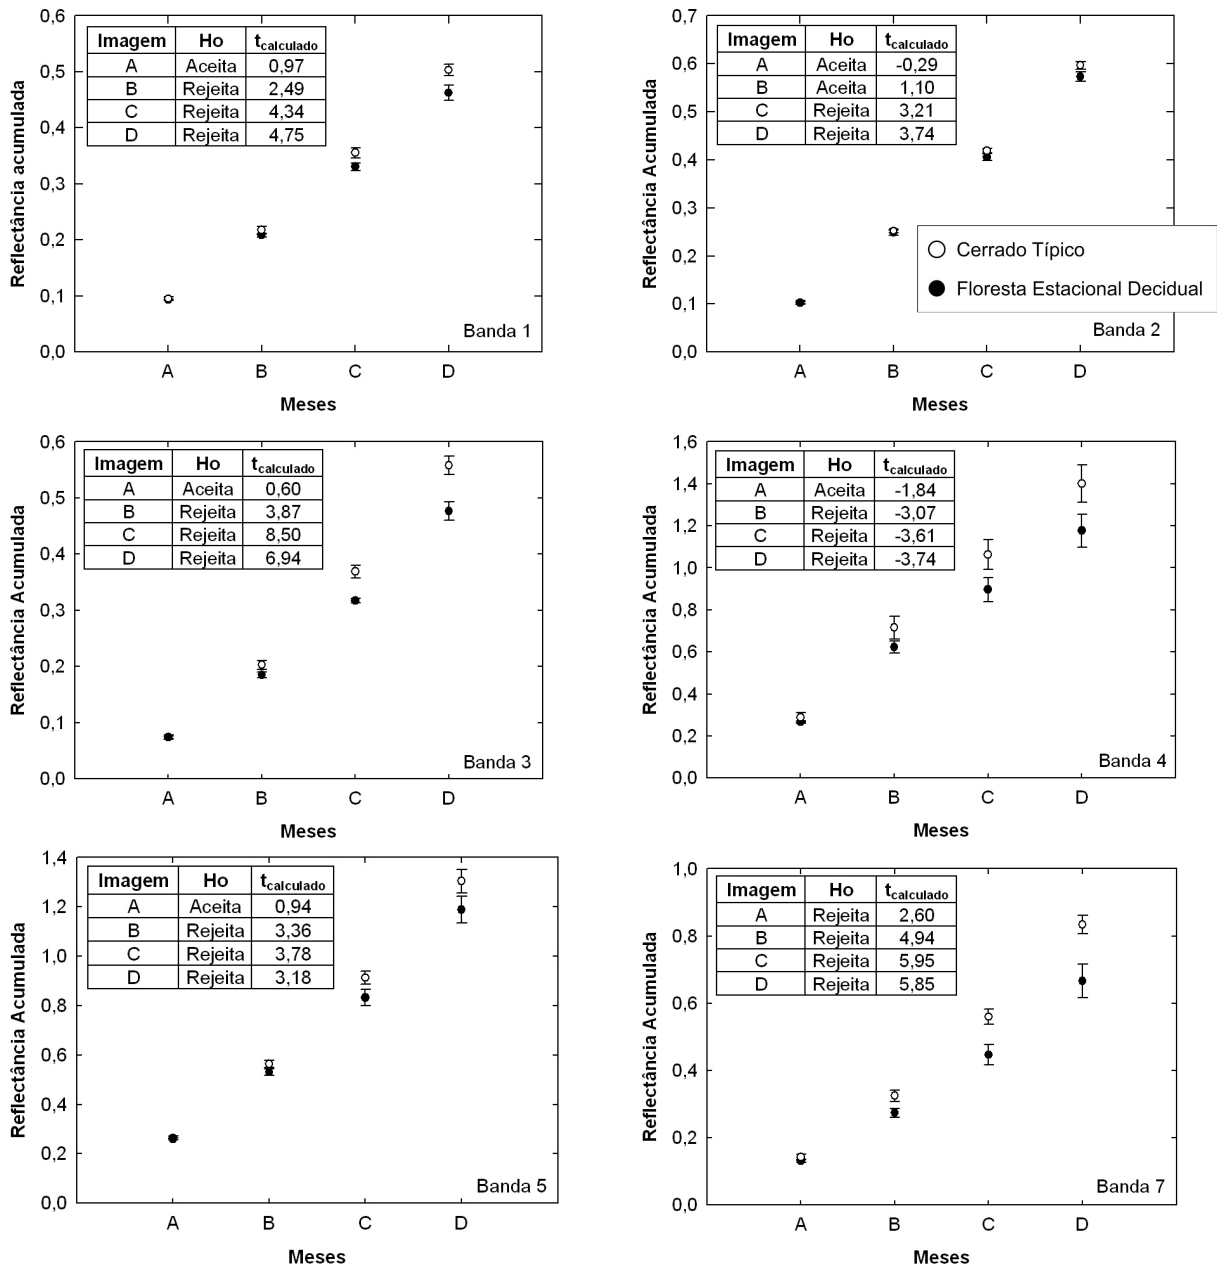 Reflectância acumulada
0,6
0,5
0,4
0,3
0,2
0,1
0,0
Imagem Ho tcalculado
A Aceita 0,97
B Rejeita 2,49
C Rejeita 4,34
D Rejeita 4,75
Banda 1
A B C D
Meses
Reflectância Acumulada
0,7
0,6
0,5
0,4
0,3
0,2
0,1
0,0
Imagem Ho tcalculado
A Aceita -0,29
B Aceita 1,10
C Rejeita 3,21
D Rejeita 3,74
Cerrado Típico
Floresta Estacional Decidual
Banda 2
A B C D
Meses
Reflectância Acumulada
0,6
0,5
0,4
0,3
0,2
0,1
0,0
Imagem Ho tcalculado
A Aceita 0,60
B Rejeita 3,87
C Rejeita 8,50
D Rejeita 6,94
Banda 3
A B C D
Meses
Reflectância Acumulada
1,6
1,4
1,2
1,0
0,8
0,6
0,4
0,2
0,0
Imagem Ho tcalculado
A Aceita -1,84
B Rejeita -3,07
C Rejeita -3,61
D Rejeita -3,74
Banda 4
A B C D
Meses
Reflectância Acumulada
1,4
1,2
1,0
0,8
0,6
0,4
0,2
0,0
Imagem Ho tcalculado
A Aceita 0,94
B Rejeita 3,36
C Rejeita 3,78
D Rejeita 3,18
Banda 5
A B C D
Meses
Reflectância Acumulada
1,0
0,8
0,6
0,4
0,2
0,0
Imagem Ho tcalculado
A Rejeita 2,60
B Rejeita 4,94
C Rejeita 5,95
D Rejeita 5,85
Banda 7
A B C D
Meses